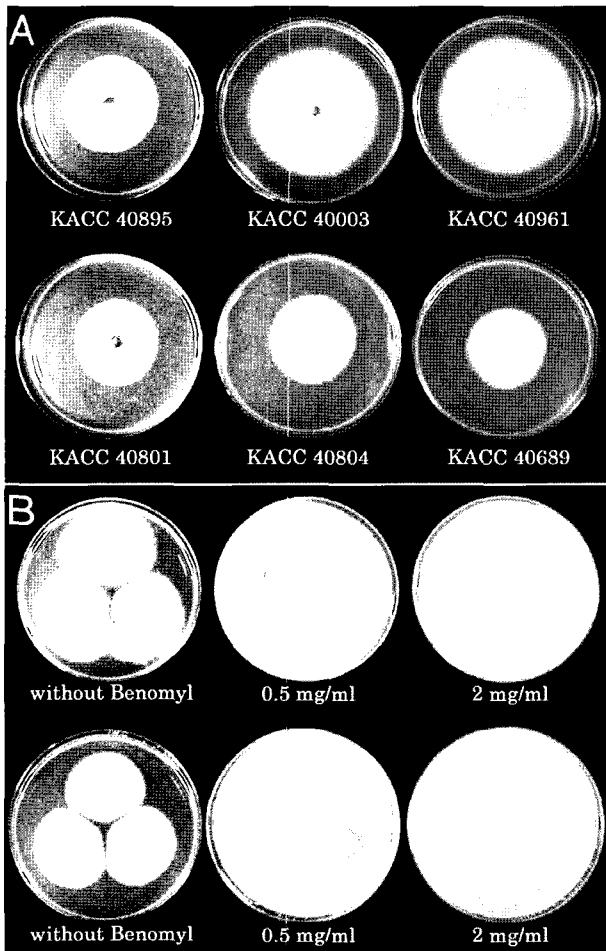 A
KACC 40895 KACC 40003 KACC 40961
KACC 40801 KACC 40804 KACC 40689
B
without Benomyl 0.5 mg/ml 2 mg/ml
without Benomyl 0.5 mg/ml 2 mg/ml